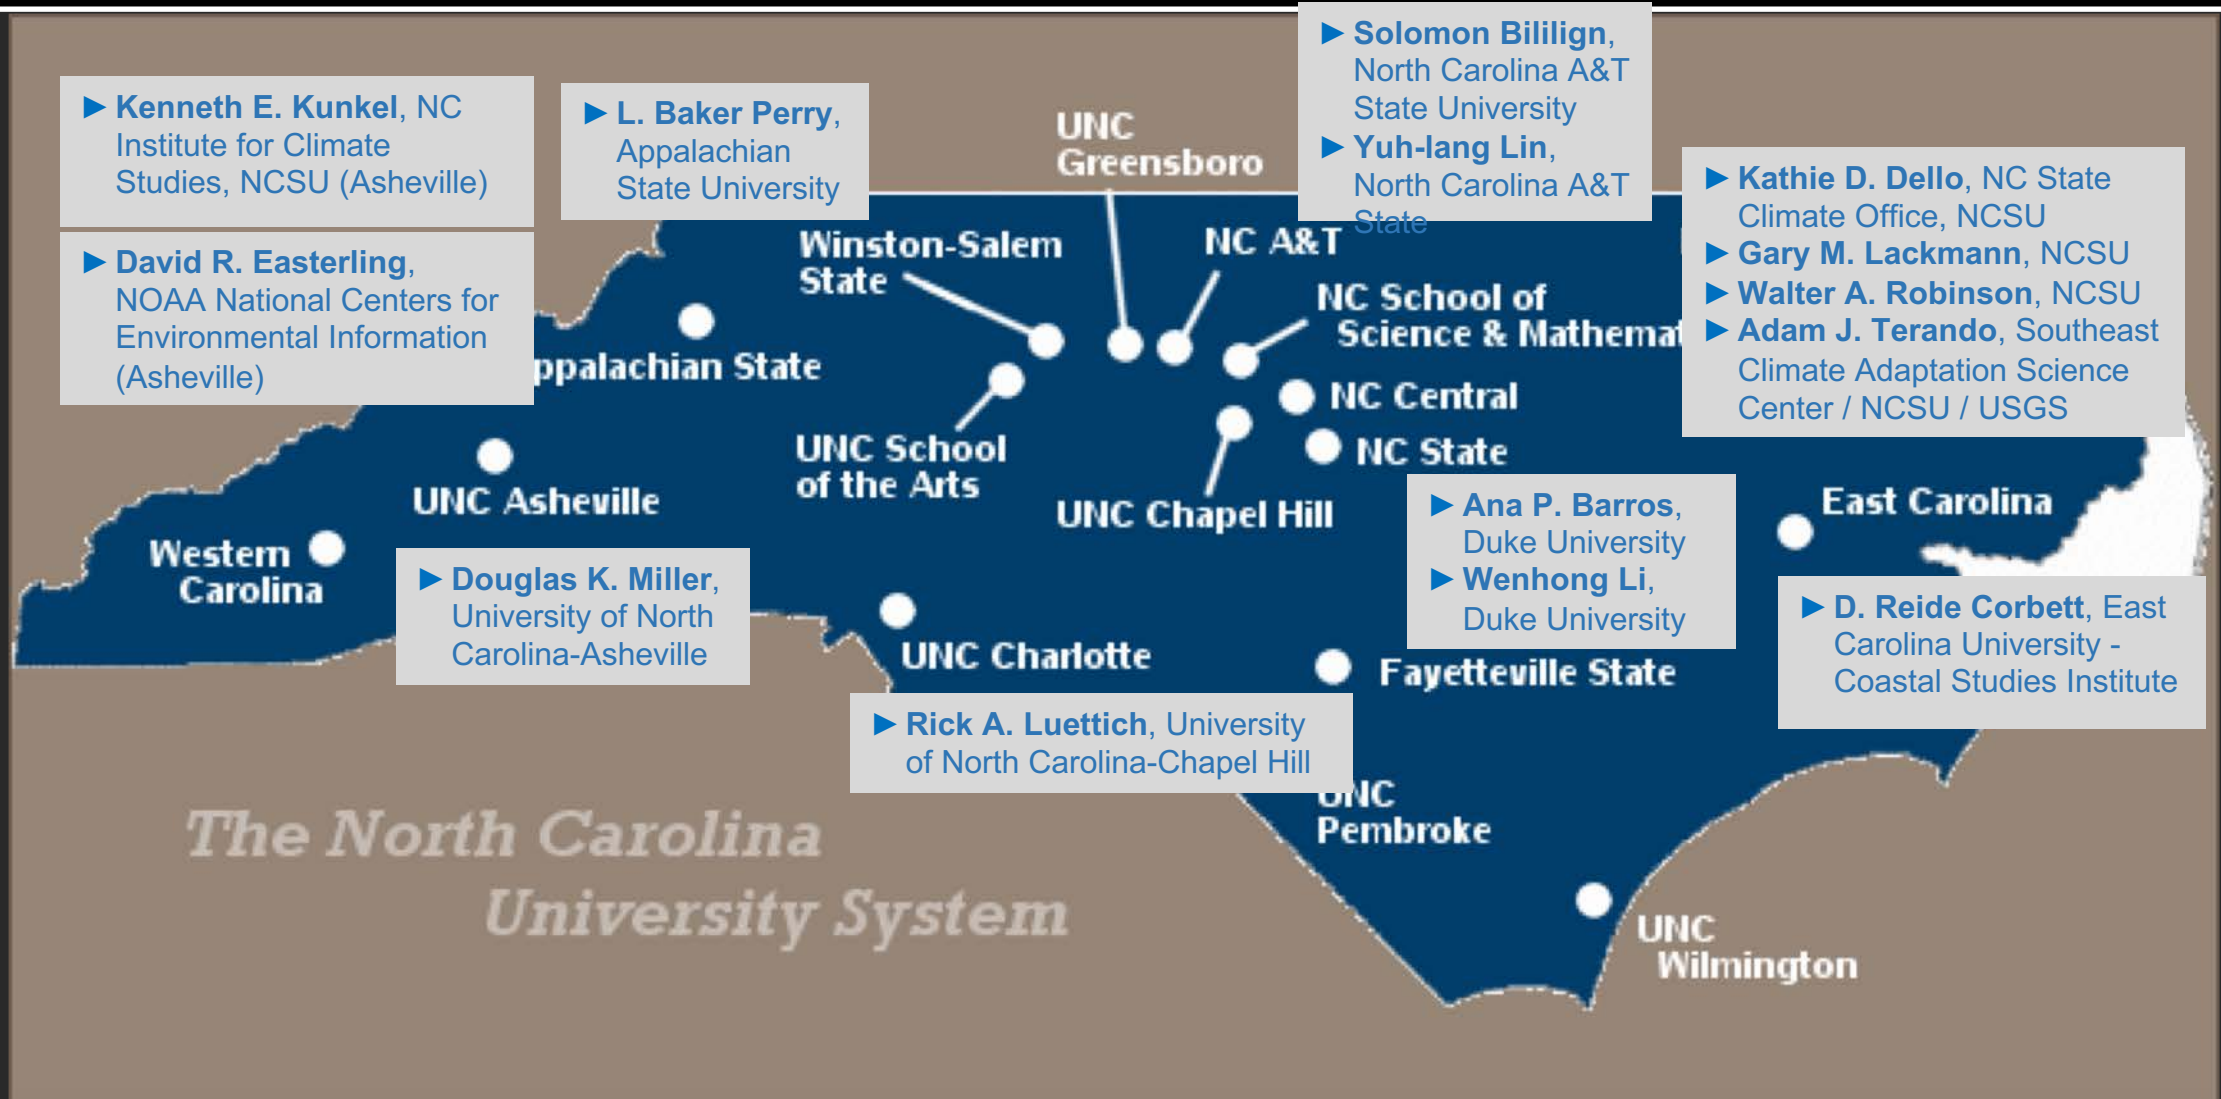 ► Kenneth E. Kunkel, NC
Institute for Climate
Studies, NCSU (Asheville)
► David R. Easterling,
NOAA National Centers for
Environmental Information
(Asheville)
► L. Baker Perry,
Appalachian
State University
UNC
Greensboro
► Solomon Bililign,
North Carolina A&T
State University
► Yuh-lang Lin,
North Carolina A&T
State
► Kathie D. Dello, NC State
Climate Office, NCSU
► Gary M. Lackmann, NCSU
► Walter A. Robinson, NCSU
► Adam J. Terando, Southeast
Climate Adaptation Science
Center / NCSU / USGS
Winston-Salem
State
NC A&T
NC School of
Science & Mathemat
ppalachian State
NC Central
UNC School
of the Arts
NC State
UNC Asheville
UNC Chapel Hill
East Carolina
Western
Carolina
► Ana P. Barros,
Duke University
► Wenhong Li,
Duke University
► Douglas K. Miller,
University of North
Carolina-Asheville
► D. Reide Corbett, East
Carolina University -
Coastal Studies Institute
UNC Charlotte
Fayetteville State
► Rick A. Luettich, University
of North Carolina-Chapel Hill
UNC
Pembroke
The North Carolina
University System
UNC
Wilmington